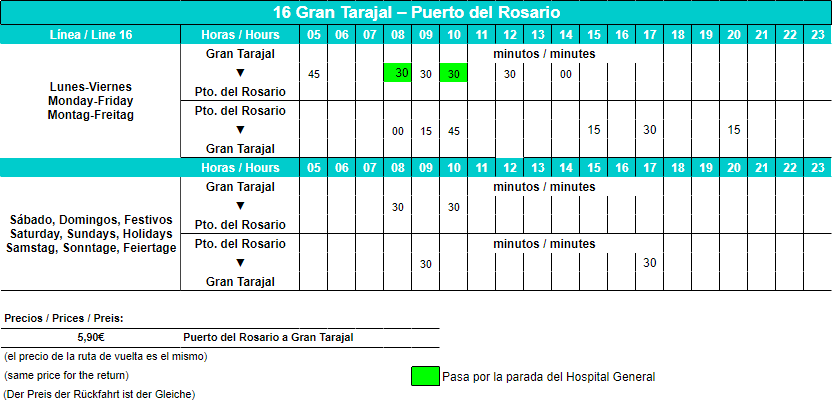 16 Gran Tarajal – Puerto del Rosario
Línea / Line 16 Horas / Hours 05 06 07 08 09 10 11 12 13 14 15 16 17 18 19 20 21 22 23
Gran Tarajal minutos / minutes
▼ 45 30 30 30 30 00
Pto. del Rosario
Lunes-Viernes
Monday-Friday
Montag-Freitag
Pto. del Rosario
▼ 00 15 45 15 30 15
Gran Tarajal
Horas / Hours 05 06 07 08 09 10 11 12 13 14 15 16 17 18 19 20 21 22 23
Gran Tarajal minutos / minutes
▼ 30 30
Pto. del Rosario
Sábado, Domingos, Festivos
Saturday, Sundays, Holidays
Samstag, Sonntage, Feiertage
Pto. del Rosario minutos / minutes
▼ 30 30
Gran Tarajal
Precios / Prices / Preis:
5,90€ Puerto del Rosario a Gran Tarajal
(el precio de la ruta de vuelta es el mismo)
(same price for the return)
Pasa por la parada del Hospital General
(Der Preis der Rückfahrt ist der Gleiche)